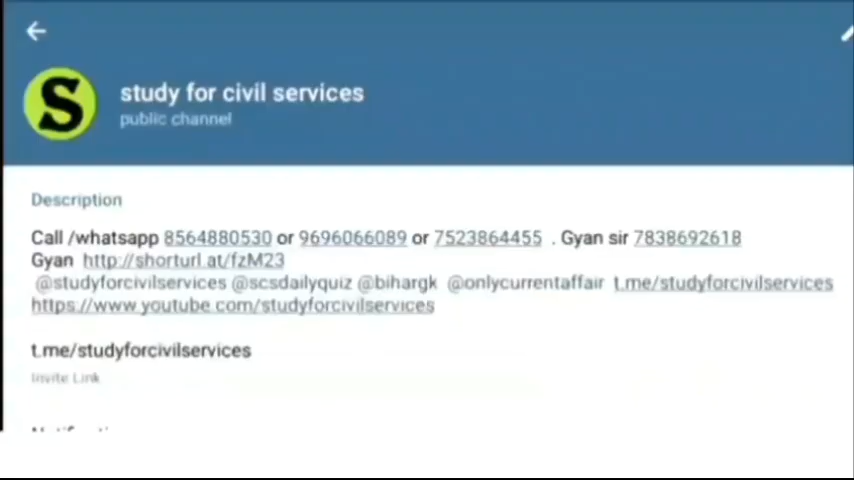 S
study for civil services
public channel
Description
Call /whatsapp 8564880530 or 9696066089 or 7523864455 . Gyan sir 7838692618
Gyan http://shorturl.at/fzM23
@studyforcivilservices @scsdailyquiz @bihargk @onlycurrentaffair t.me/studyforcivilservices
https://www.youtube.com/studyforcivilservices
t.me/studyforcivilservices
Invite Link